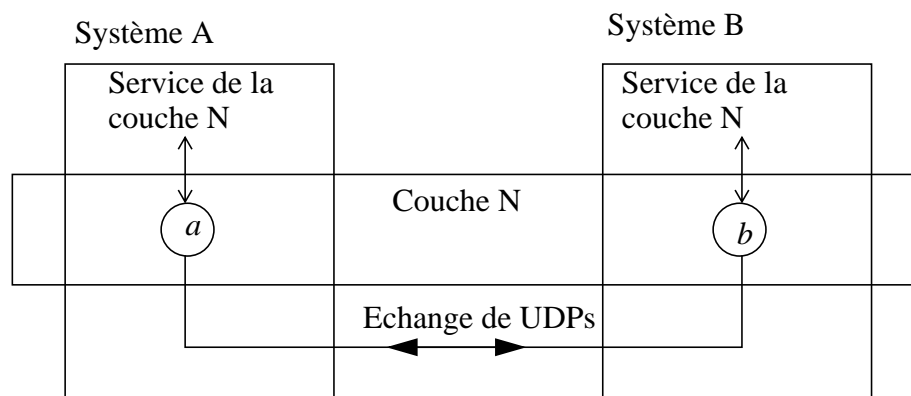 Système A
Système B
Service de la
couche N
Service de la
couche N
Couche N
a
b
Echange de UDPs